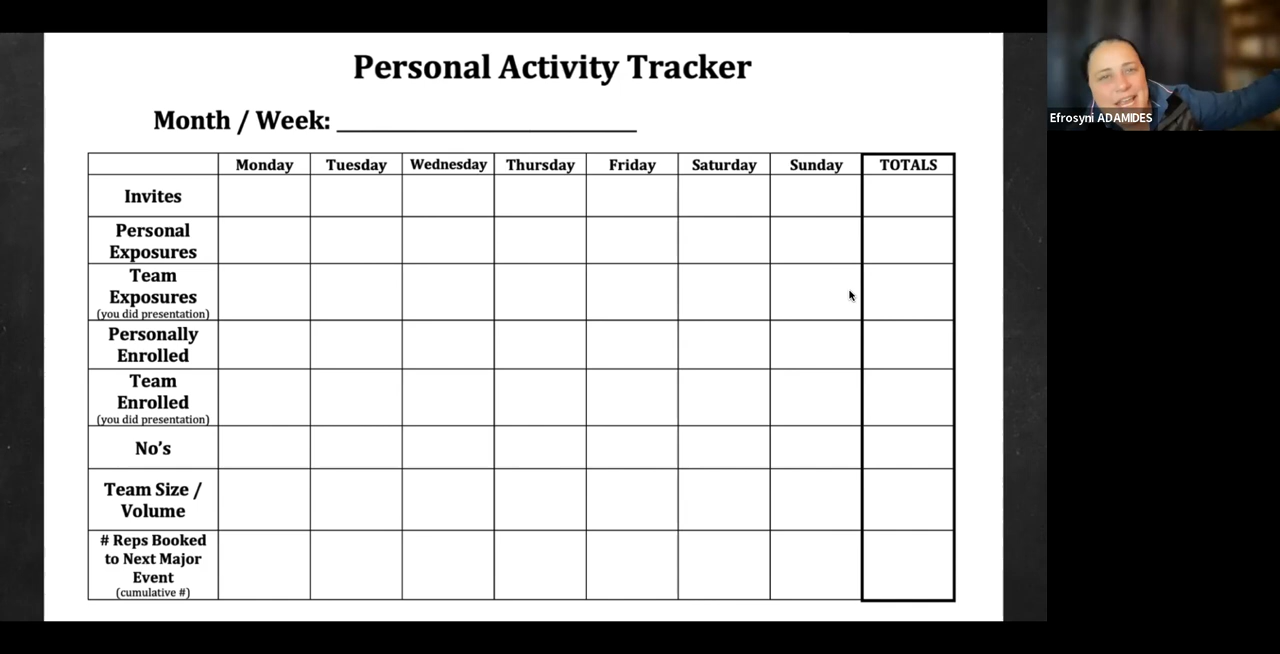 Personal Activity Tracker
Month / Week: ______________________
Monday Tuesday Wednesday Thursday Friday Saturday Sunday TOTALS
Invites
Personal
Exposures
Team
Exposures
(you did presentation)
Personally
Enrolled
Team
Enrolled
(you did presentation)
No’s
Team Size /
Volume
# Reps Booked
to Next Major
Event
(cumulative #)
Efrosyni ADAMIDES